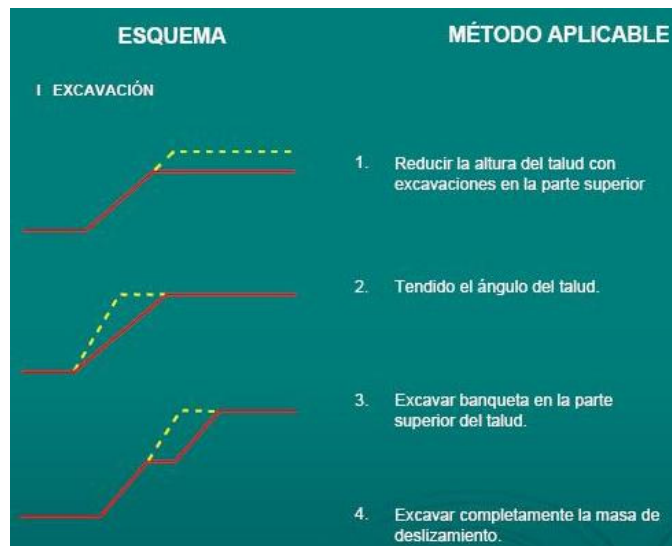 ESQUEMA
MÉTODO APLICABLE
I EXCAVACIÓN
1. Reducir la altura del talud con
excavaciones en la parte superior
2. Tendido el ángulo del talud.
3. Excavar banqueta en la parte
superior del talud.
4. Excavar completamente la masa de
deslizamiento.